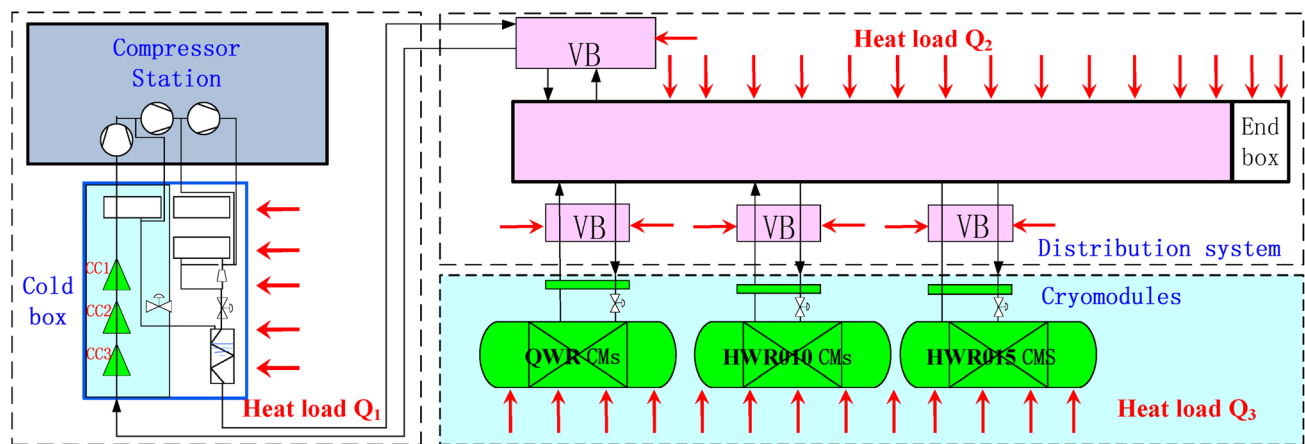 Compressor
Station
Cold
box
CC1
CC2
CC3
Heat load Q₁
VB
Heat load Q₂
End
box
VB
VB
VB
Distribution system
Cryomodules
QWR CMs
HWR010 CMs
HWR015 CMS
Heat load Q₃